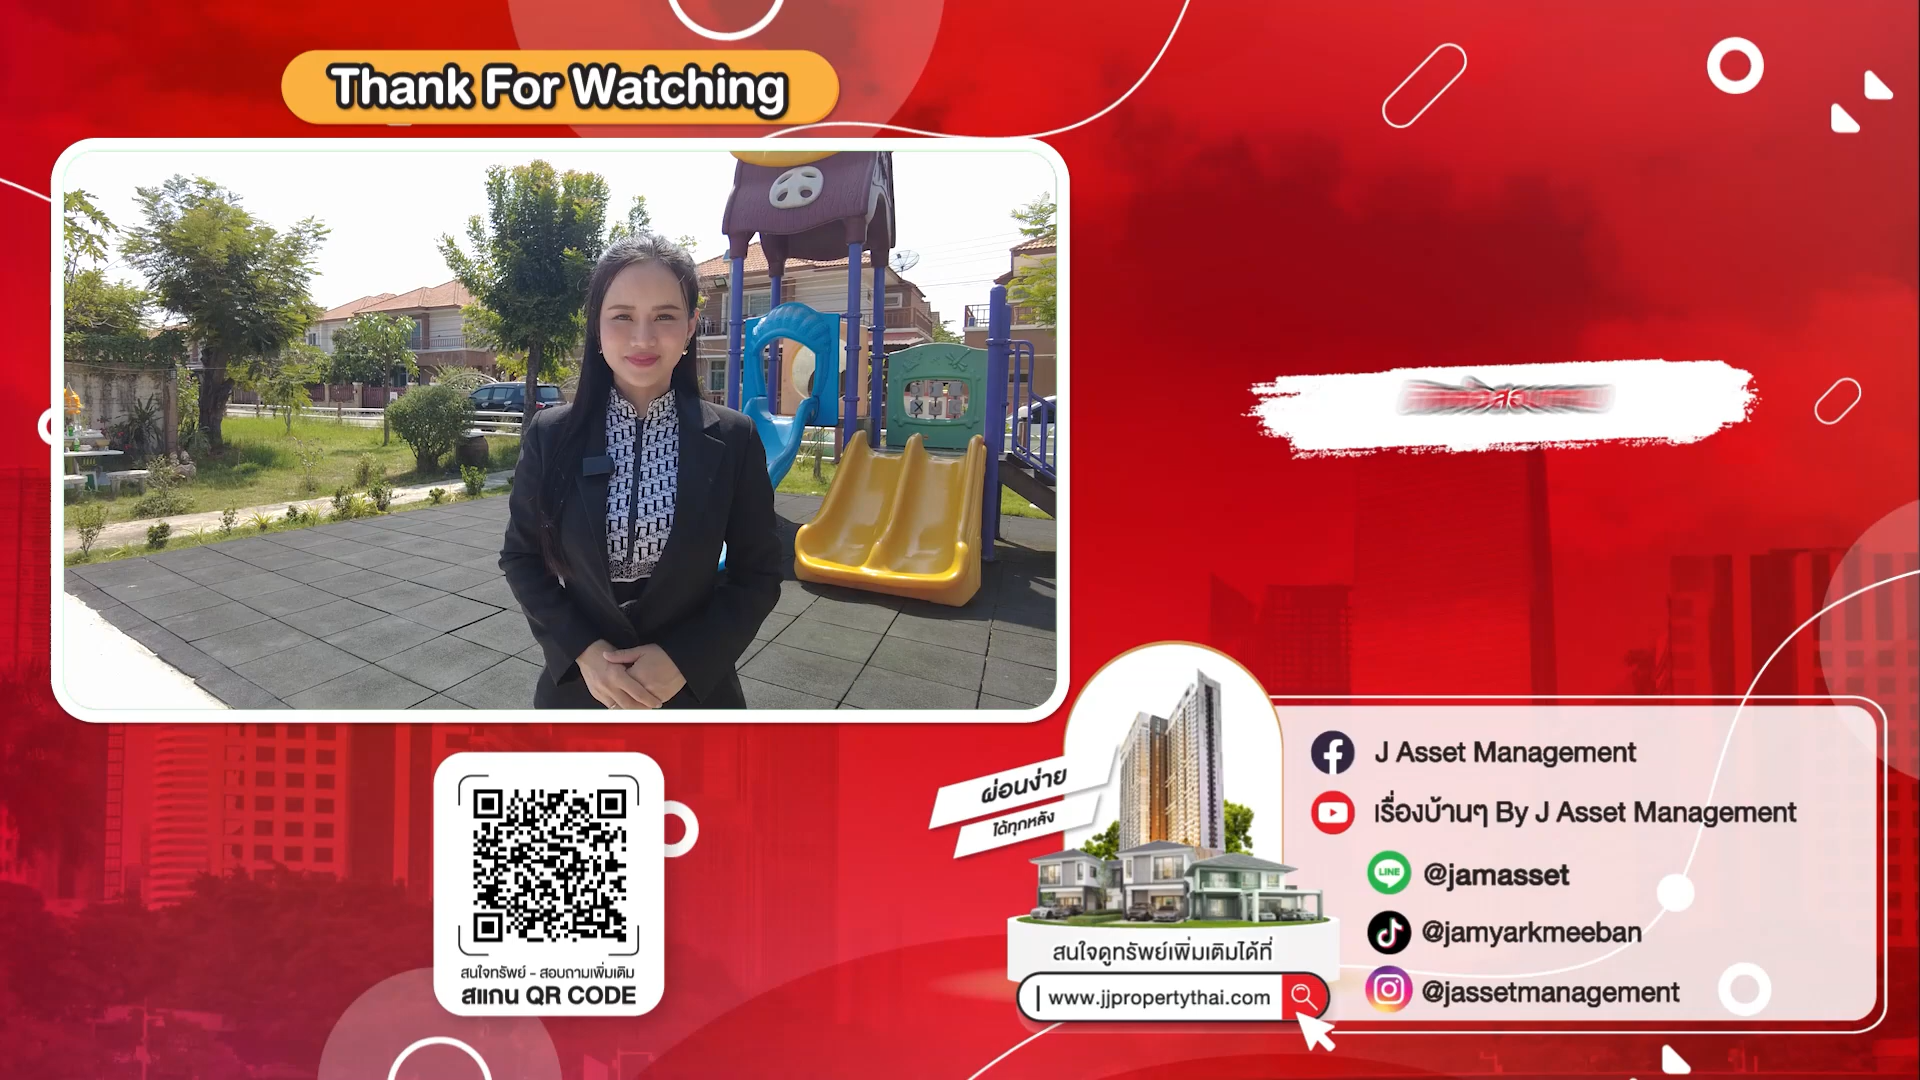 Thank For Watching
ผ่อนง่าย
ได้ทุกหลัง
สนใจดูทรัพย์เพิ่มเติมได้ที่
www.jjpropertythai.com
J Asset Management
เรื่องบ้านๆ By J Asset Management
LINE
@jamasset
@jamyarkmeeban
@jassetmanagement
สนใจทรัพย์ - สอบถามเพิ่มเติม
สแกน QR CODE